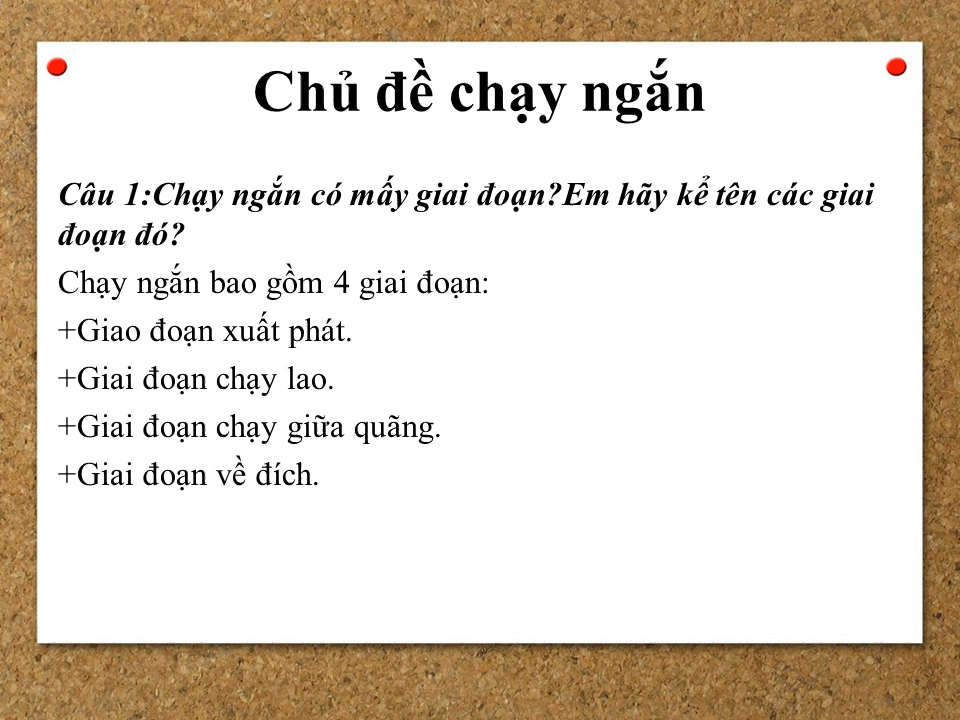 Chủ đề chạy ngắn
Câu 1:Chạy ngắn có mấy giai đoạn?Em hãy kể tên các giai
đoạn đó?
Chạy ngắn bao gồm 4 giai đoạn:
+Giao đoạn xuất phát.
+Giai đoạn chạy lao.
+Giai đoạn chạy giữa quãng.
+Giai đoạn về đích.